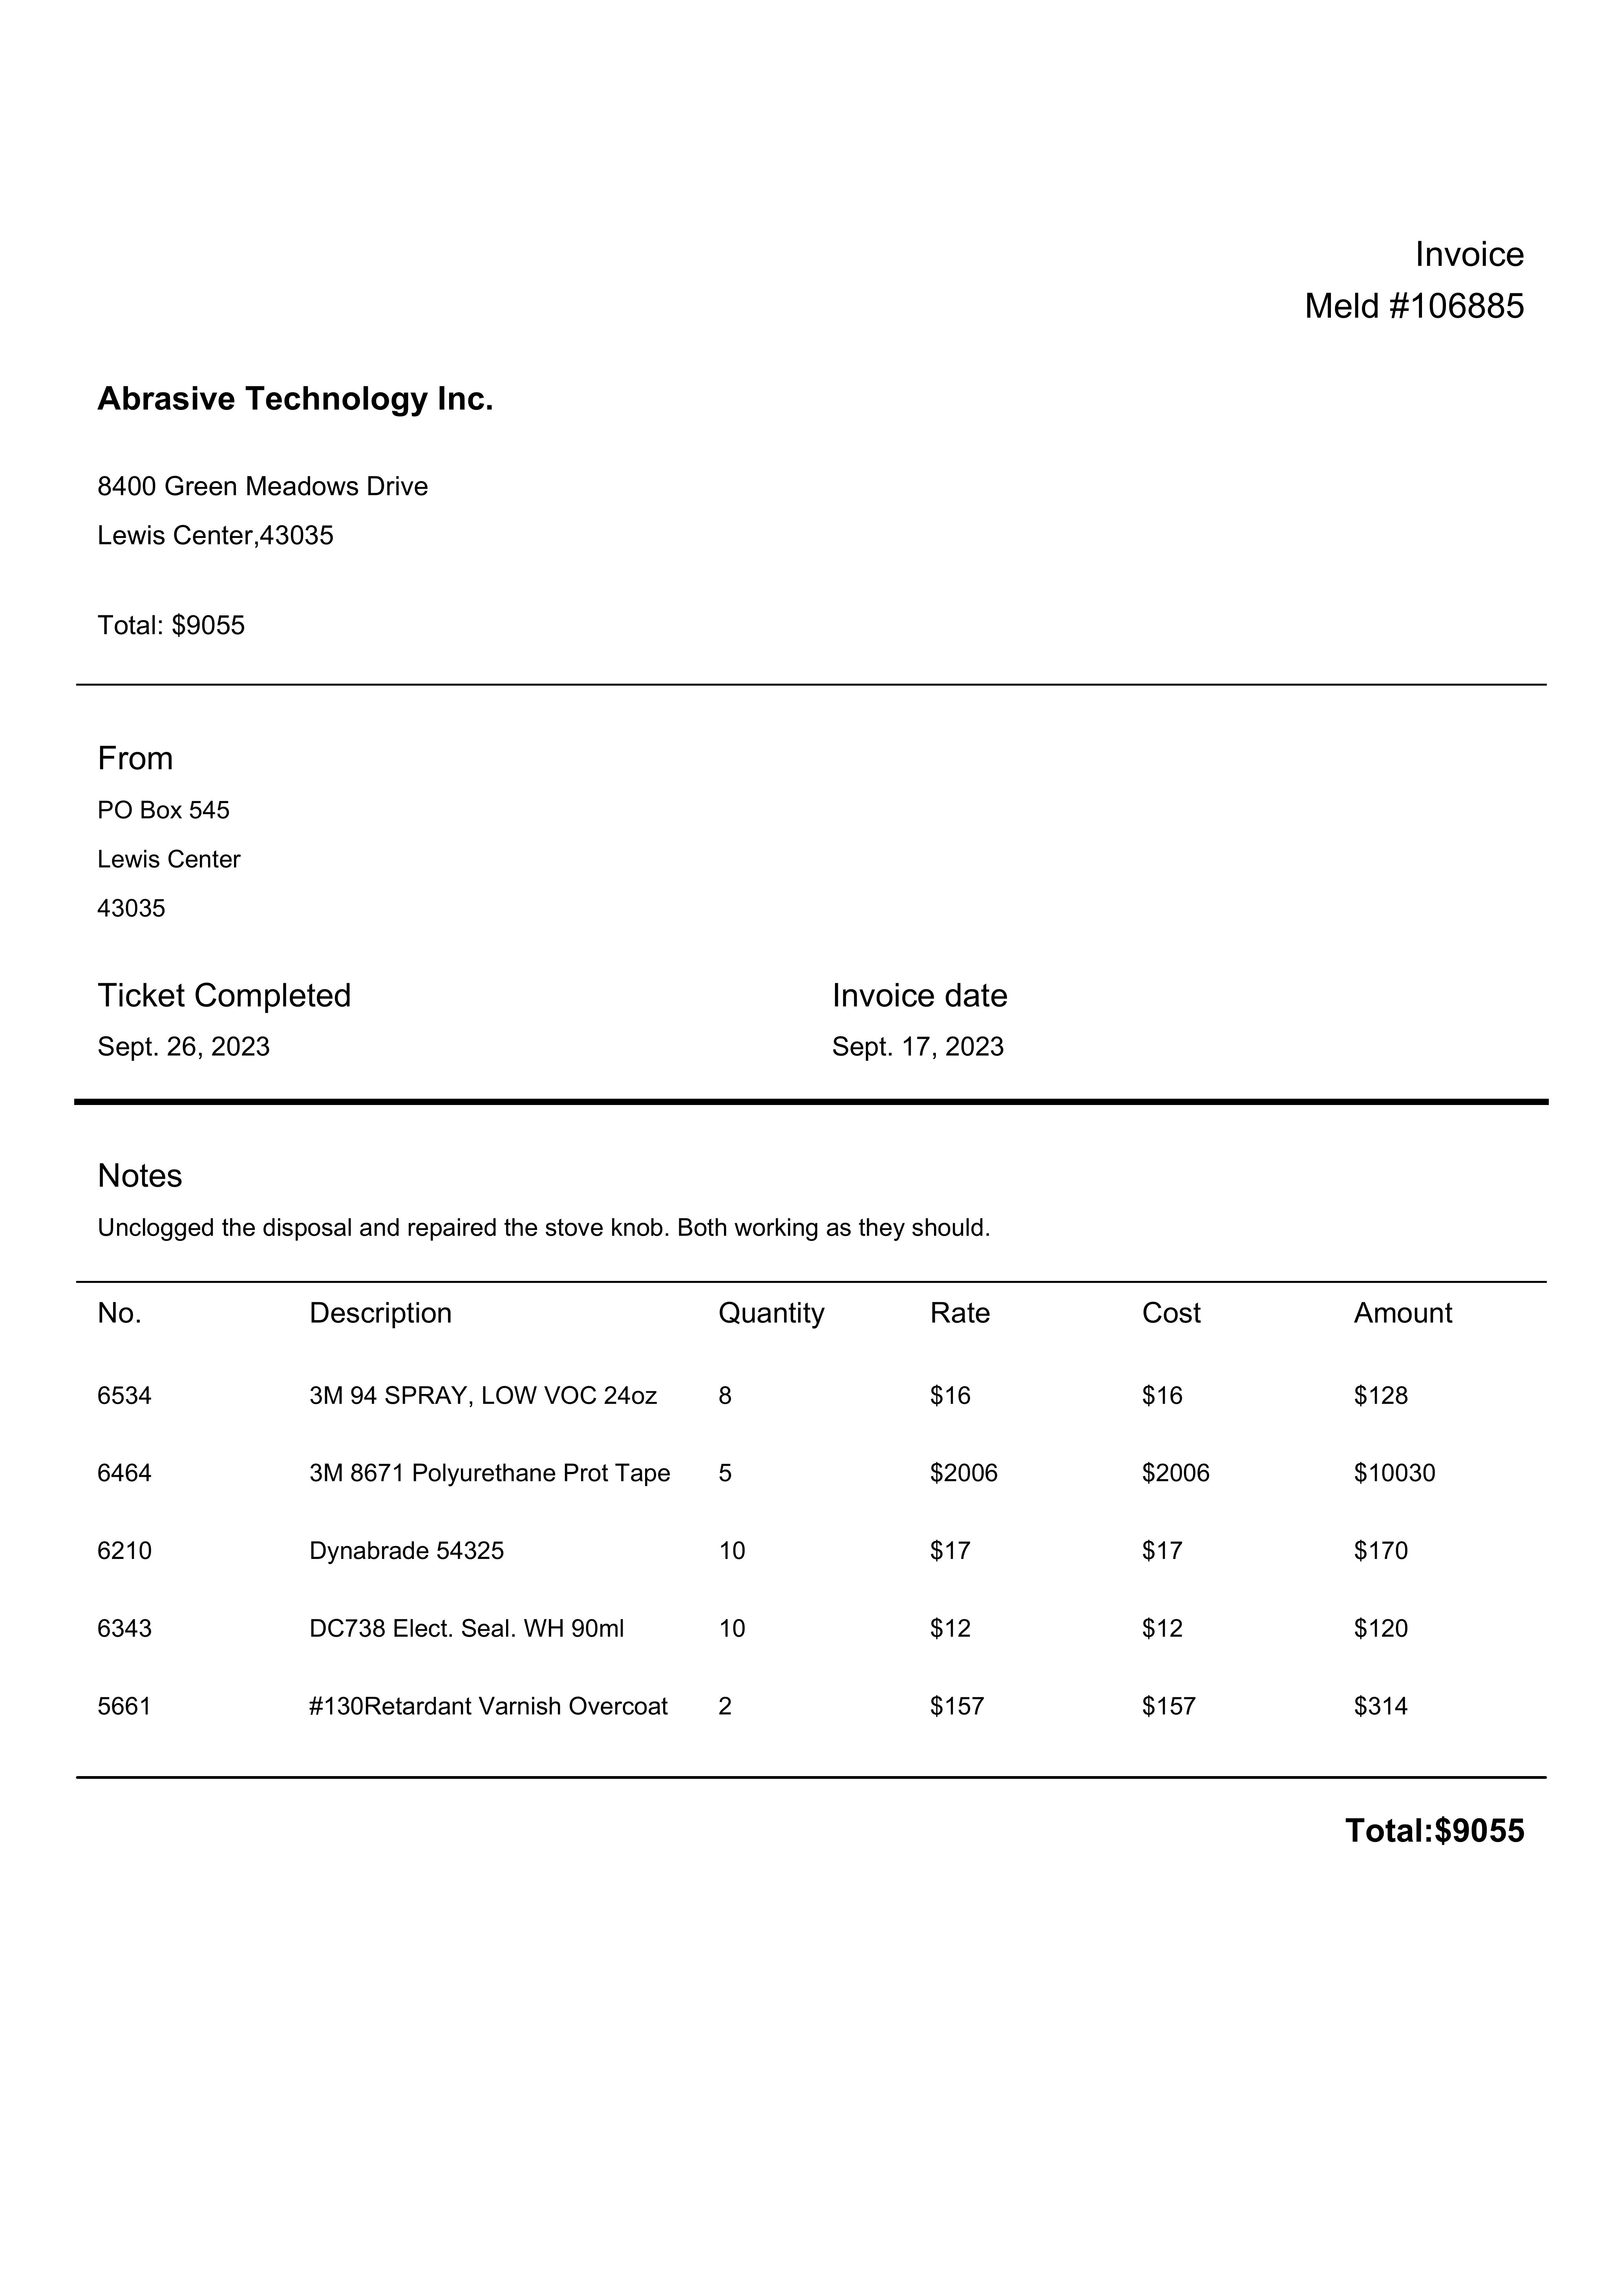 Invoice
Meld #106885
Abrasive Technology Inc.
8400 Green Meadows Drive
Lewis Center,43035
Total: $9055
From
PO Box 545
Lewis Center
43035
Ticket Completed Invoice date
Sept. 26, 2023 Sept. 17, 2023
Notes
Unclogged the disposal and repaired the stove knob. Both working as they should.
No. Description Quantity Rate Cost Amount
6534 3M 94 SPRAY, LOW VOC 24oz 8 $16 $16 $128
6464 3M 8671 Polyurethane Prot Tape 5 $2006 $2006 $10030
6210 Dynabrade 54325 10 $17 $17 $170
6343 DC738 Elect. Seal. WH 90ml 10 $12 $12 $120
5661 #130Retardant Varnish Overcoat 2 $157 $157 $314
Total:$9055